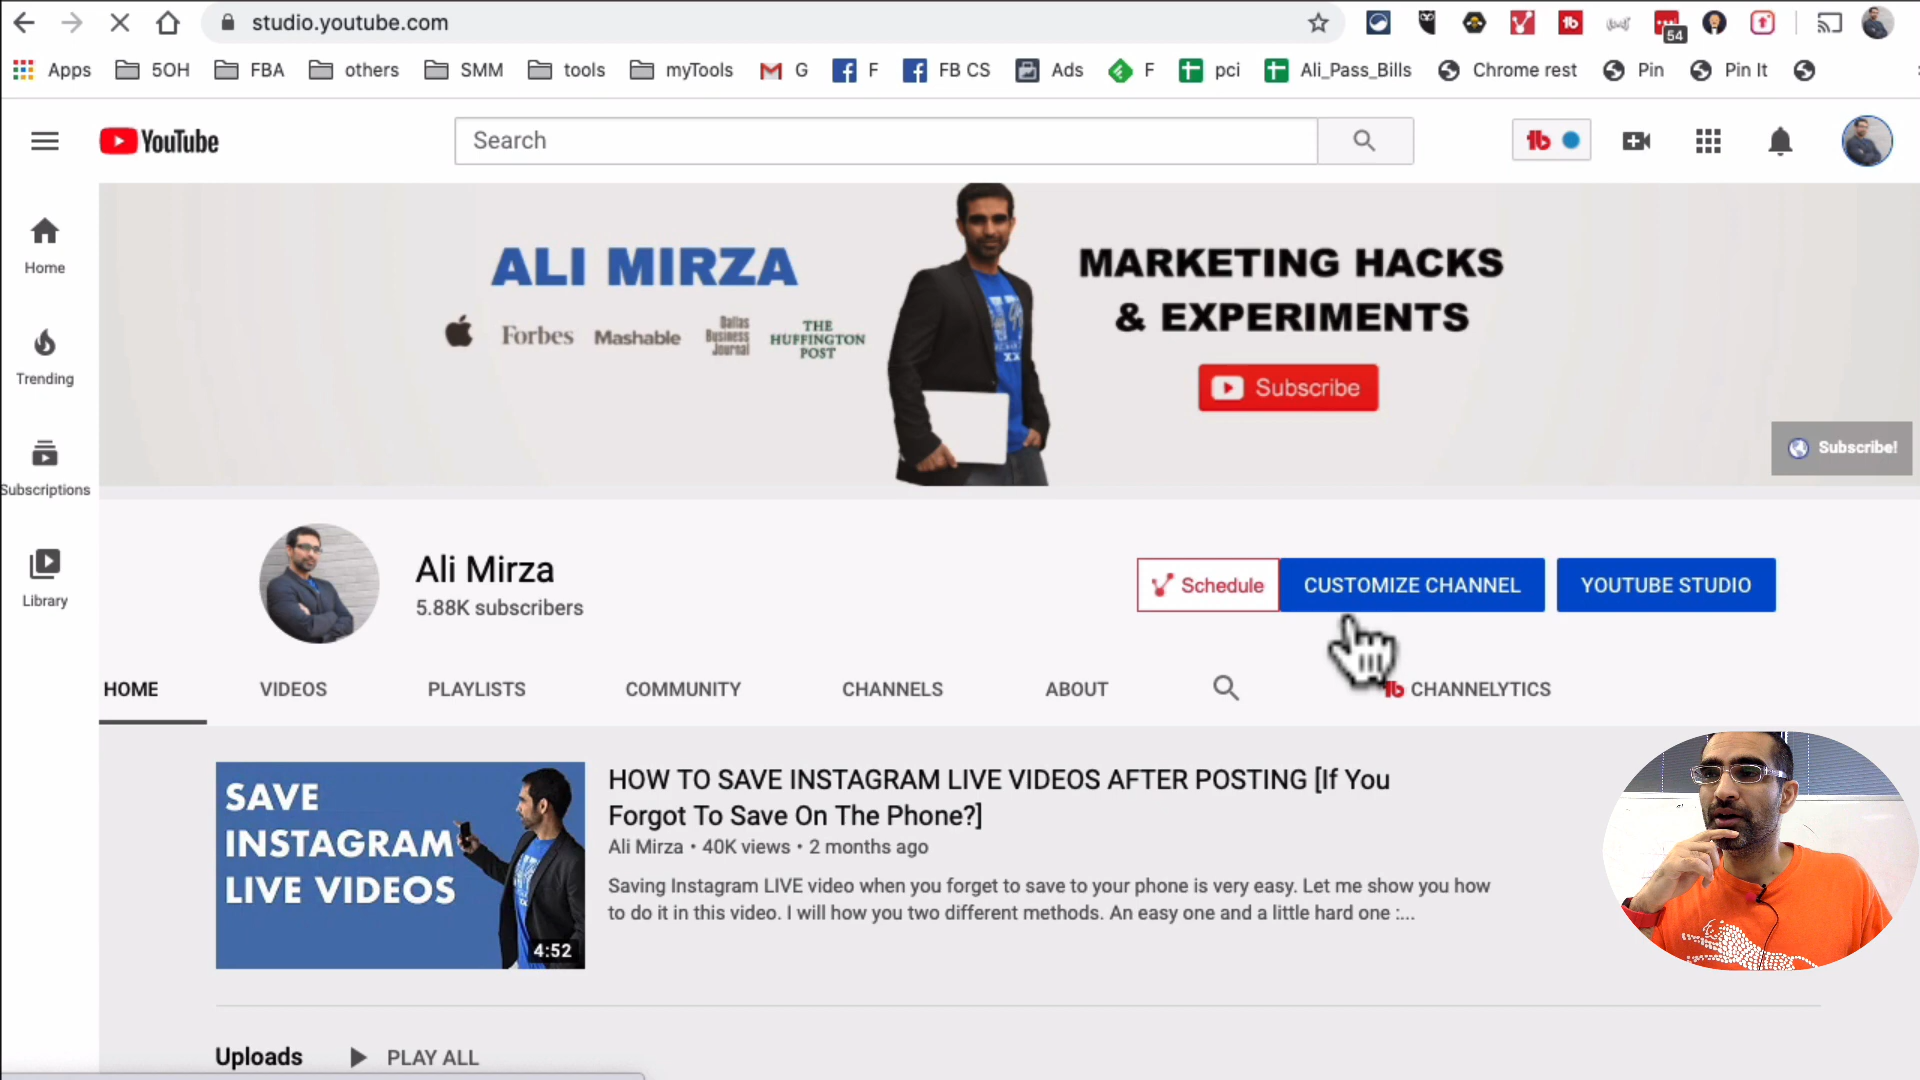 studio.youtube.com
54
Apps 5OH FBA others SMM tools myTools G F FB CS Ads F pci Ali_Pass_Bills Chrome rest Pin Pin It
YouTube
Search
tb
Home
Trending
Subscriptions
Library
ALI MIRZA
Forbes
Mashable
Dallas
Business
Journal
THE
HUFFINGTON
POST
MARKETING HACKS
& EXPERIMENTS
Subscribe
Subscribe!
Ali Mirza
5.88K subscribers
Schedule
CUSTOMIZE CHANNEL
YOUTUBE STUDIO
HOME VIDEOS PLAYLISTS COMMUNITY CHANNELS ABOUT tb CHANNELYTICS
SAVE
INSTAGRAM
LIVE VIDEOS
4:52
HOW TO SAVE INSTAGRAM LIVE VIDEOS AFTER POSTING [If You
Forgot To Save On The Phone?]
Ali Mirza • 40K views • 2 months ago
Saving Instagram LIVE video when you forget to save to your phone is very easy. Let me show you how
to do it in this video. I will how you two different methods. An easy one and a little hard one :...
Uploads PLAY ALL